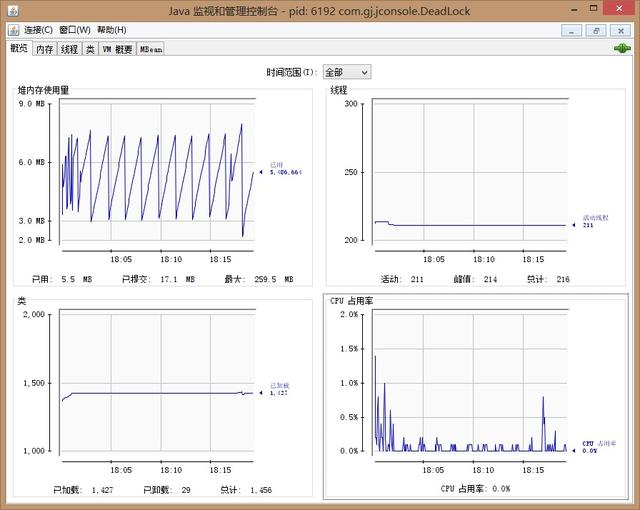 Java 监视和管理控制台 - pid: 6192 com.gj.jconsole.DeadLock
连接(C) 窗口(W) 帮助(H)
概览 内存 线程 类 VM 概要 MBean
时间范围(T): 全部
堆内存使用量
9.0 MB
6.0 MB
3.0 MB
2.0 MB
已用
5,486,664
18:05 18:10 18:15
已用: 5.5 MB 已提交: 17.1 MB 最大: 259.5 MB
线程
300
250
200
活动线程
211
18:05 18:10 18:15
活动: 211 峰值: 214 总计: 216
类
2,000
1,500
1,000
已加载
1,427
18:05 18:10 18:15
已加载: 1,427 已卸载: 29 总计: 1,456
CPU 占用率
2.0%
1.5%
1.0%
0.5%
0.0%
CPU 占用率
0.0%
18:05 18:10 18:15
CPU 占用率: 0.0%